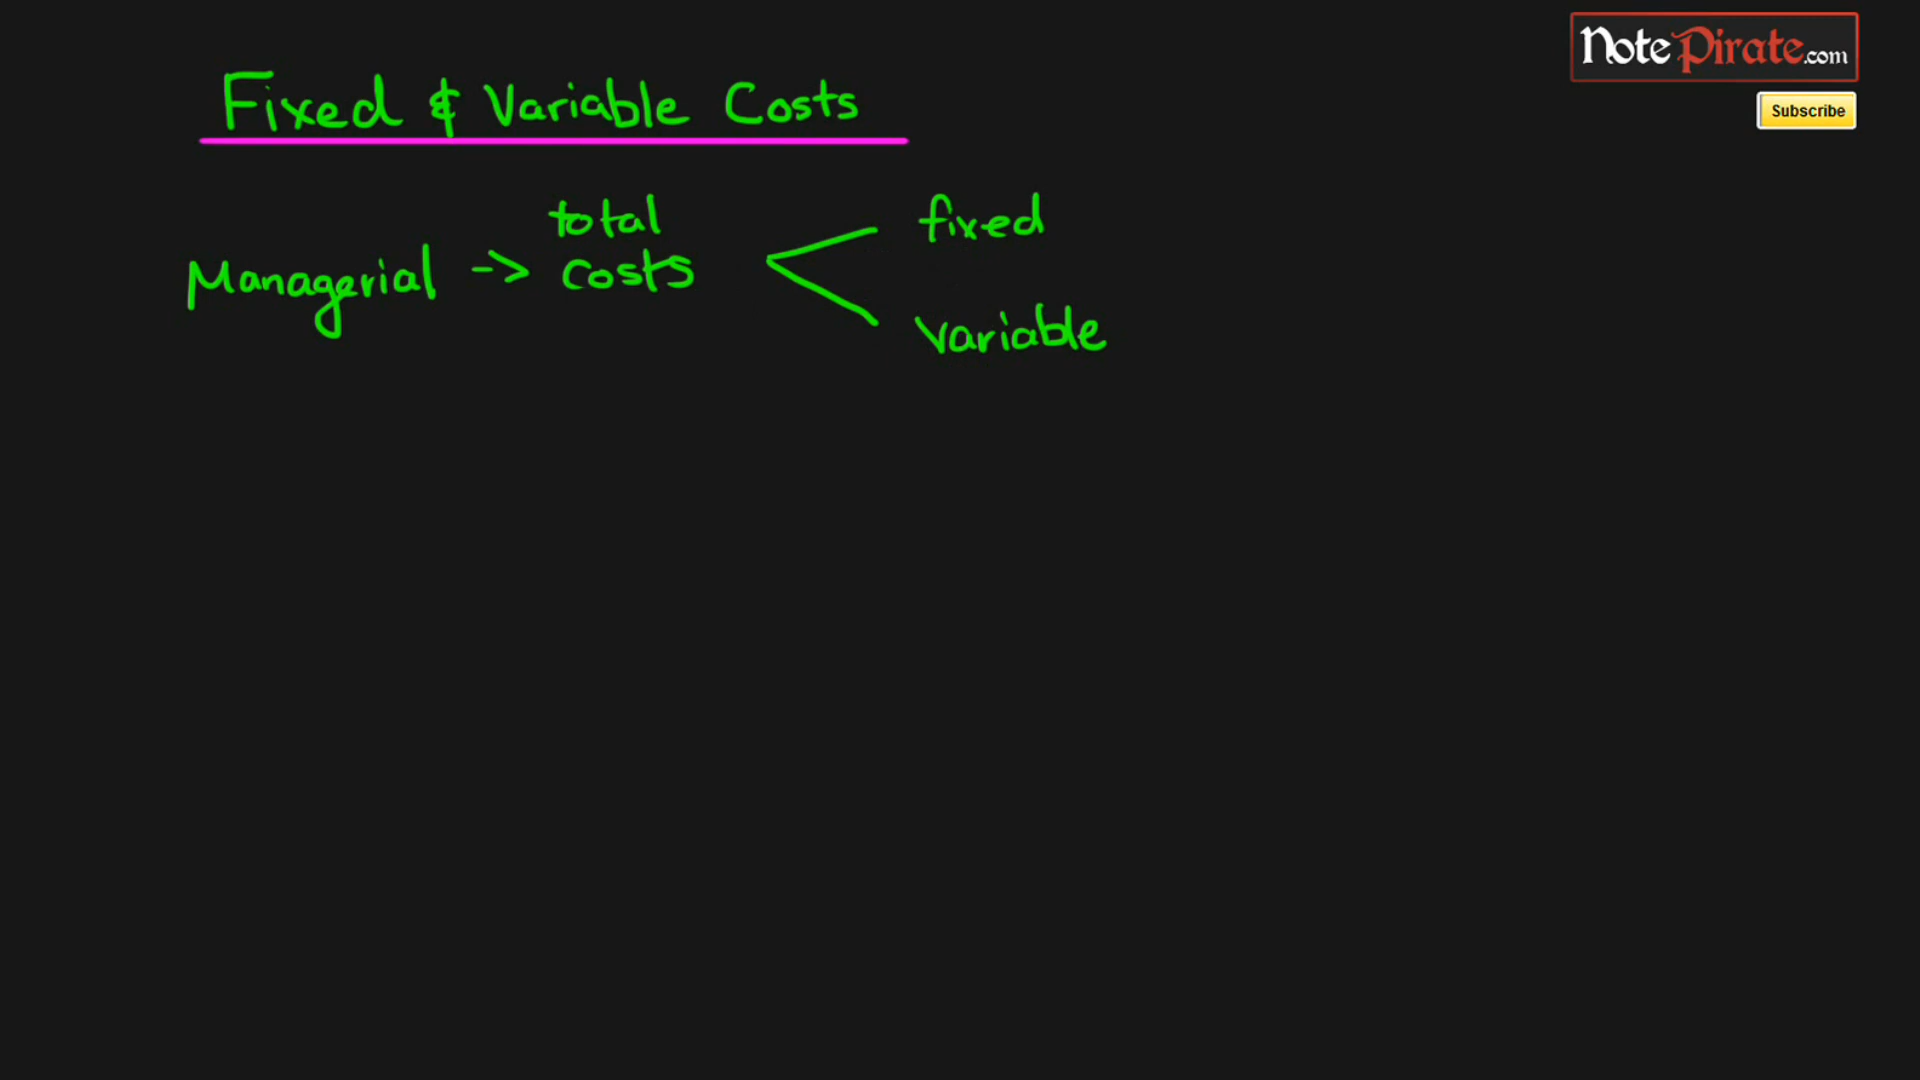 Fixed & Variable Costs
NotePirate.com
Subscribe
total
fixed
Managerial -> costs
variable